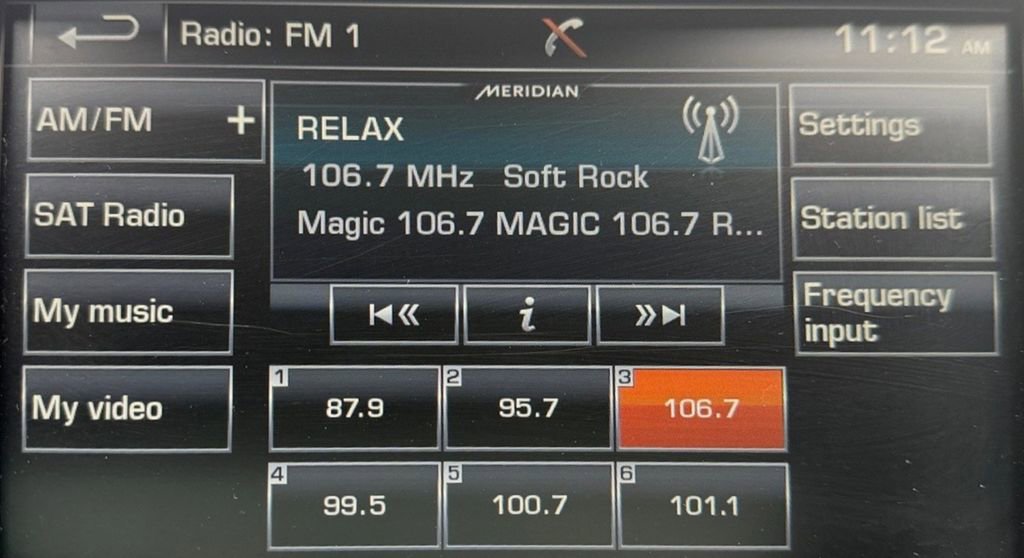 Radio: FM 1
11:12 AM
AM/FM +
MERIDIAN
RELAX
106.7 MHz Soft Rock
Magic 106.7 MAGIC 106.7 R...
Settings
SAT Radio
Station list
My music
i
Frequency
input
My video
1 87.9
2 95.7
3 106.7
4 99.5
5 100.7
6 101.1